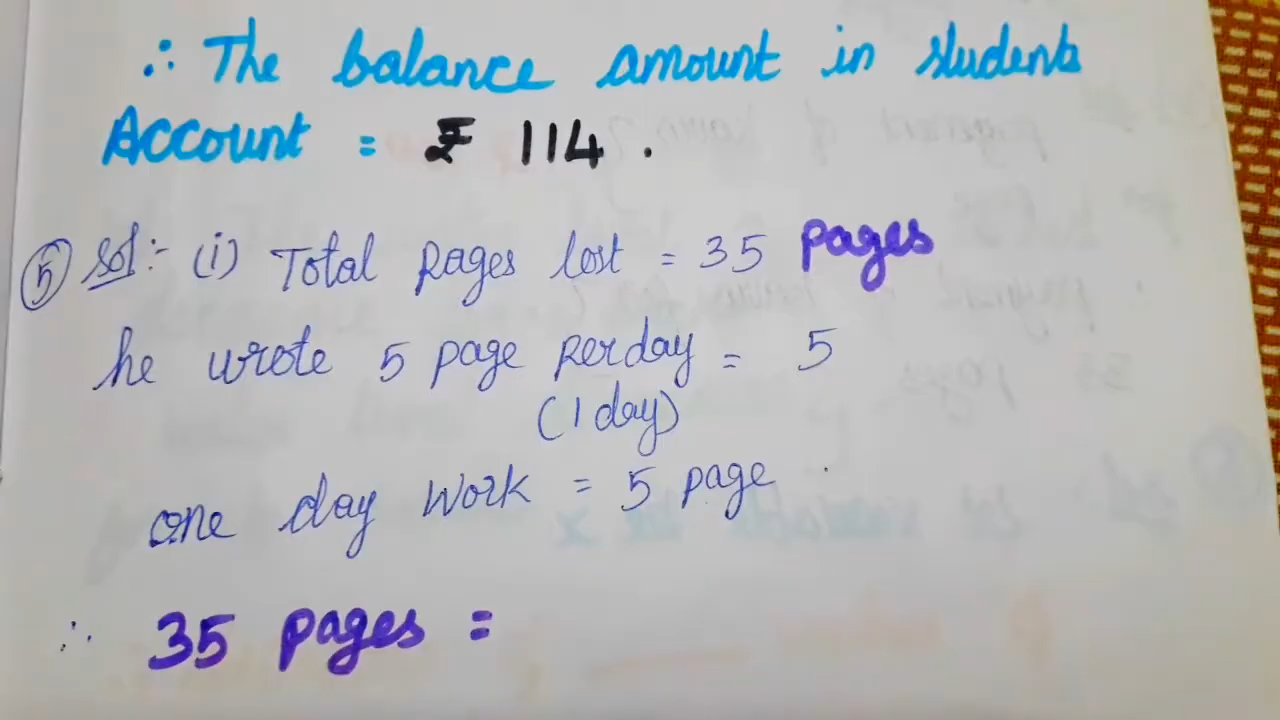 ∴ The balance amount in students
Account = ₹ 114 .
5 Sol :- (i) Total pages lost = 35 pages
he wrote 5 page perday = 5
(1 day)
one day work = 5 page
∴ 35 pages =